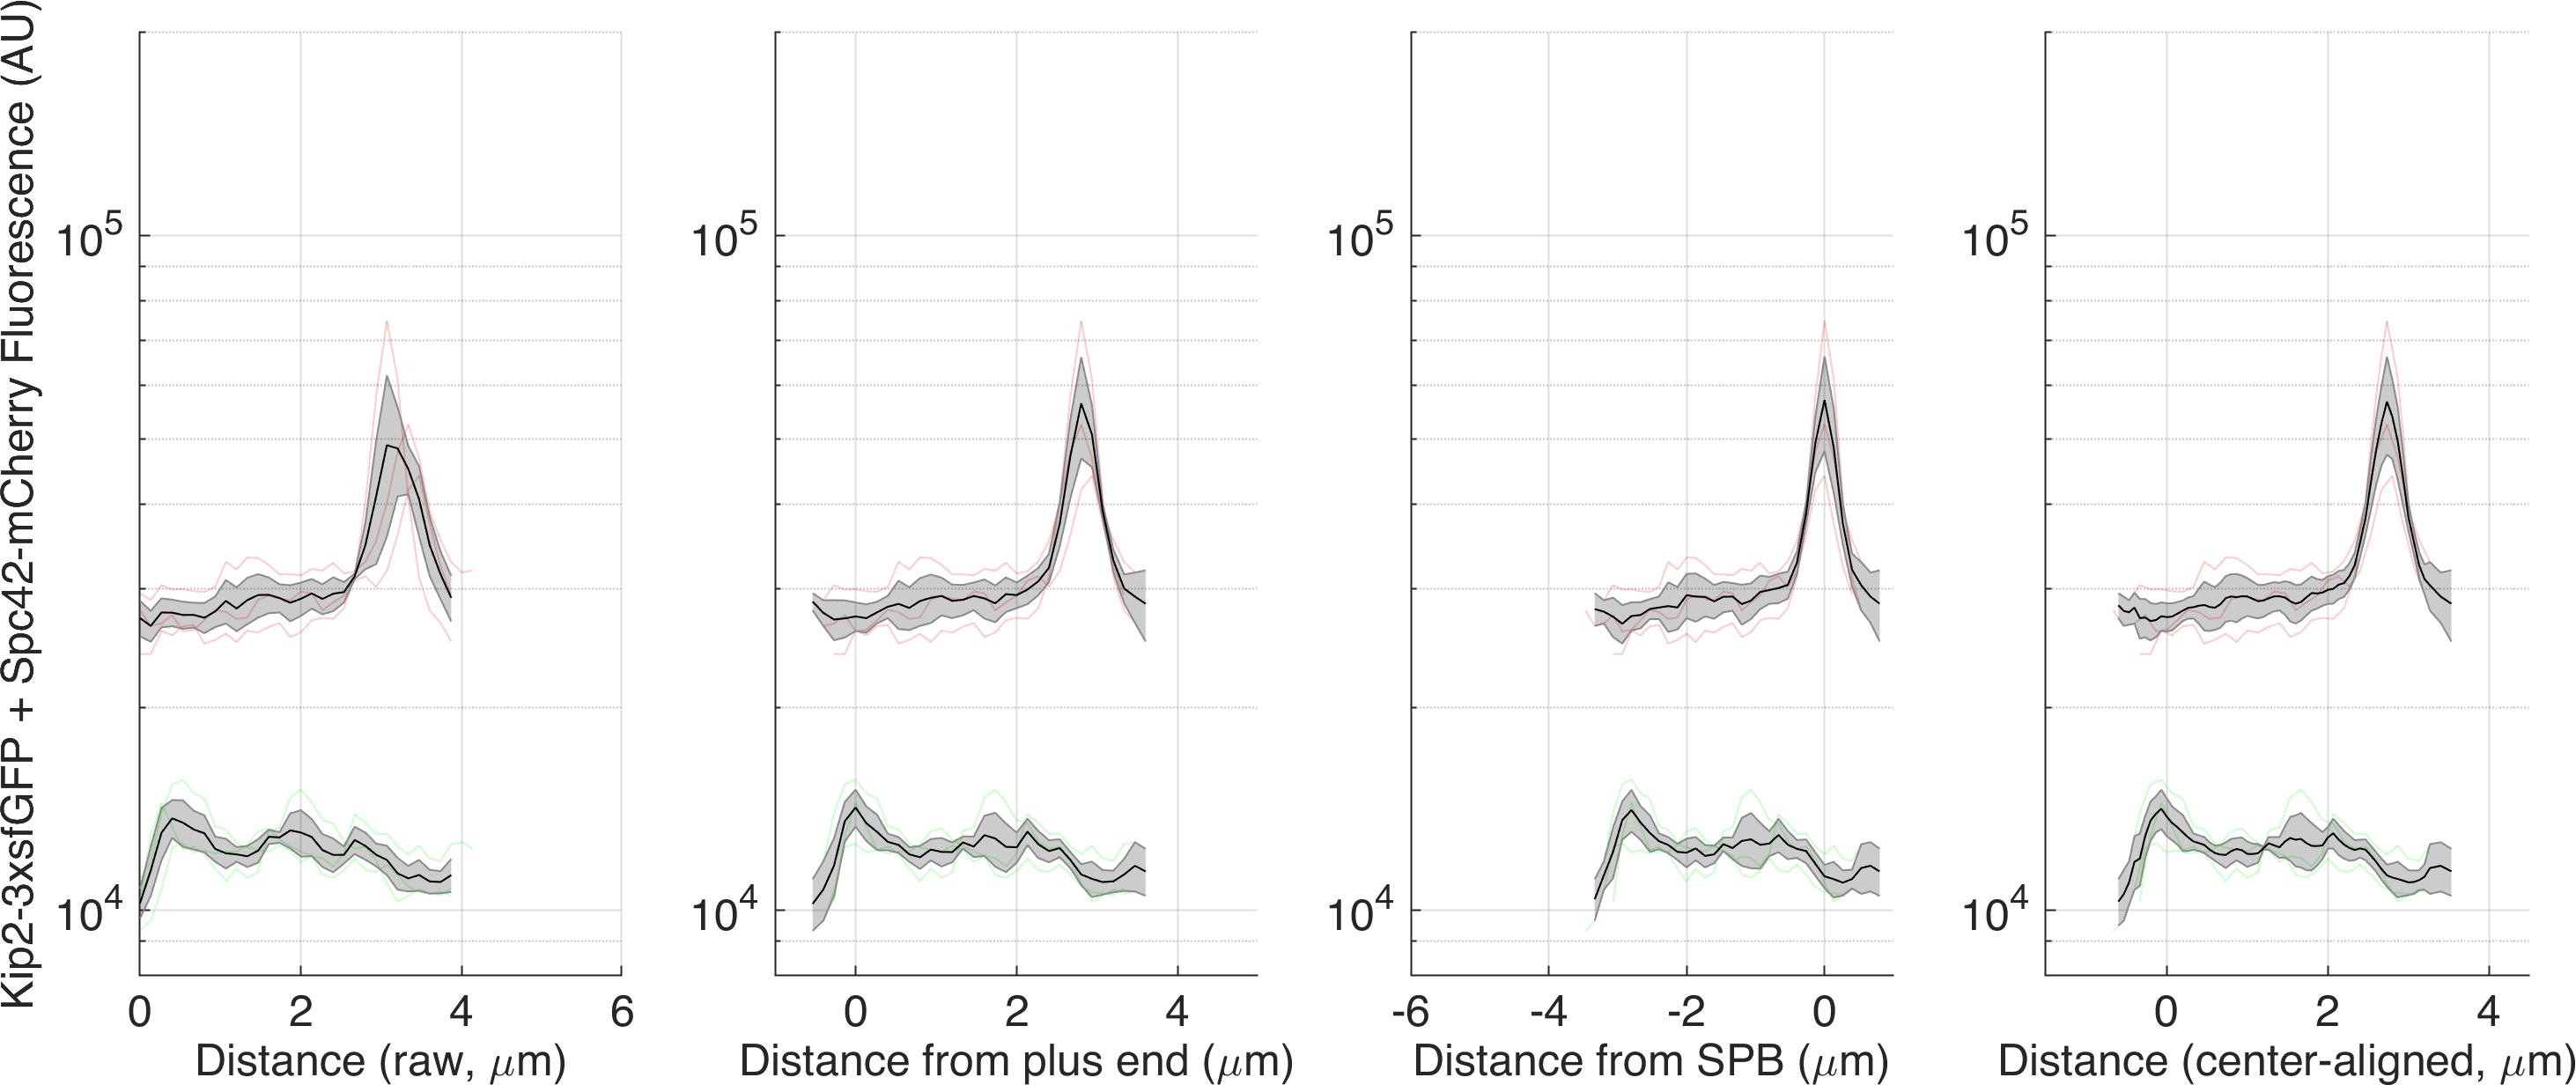 Kip2-3xsfGFP + Spc42-mCherry Fluorescence (AU)
10^5
10^4
0 2 4 6
Distance (raw, μm)
10^5
10^4
0 2 4
Distance from plus end (μm)
10^5
10^4
-6 -4 -2 0
Distance from SPB (μm)
10^5
10^4
0 2 4
Distance (center-aligned, μm)